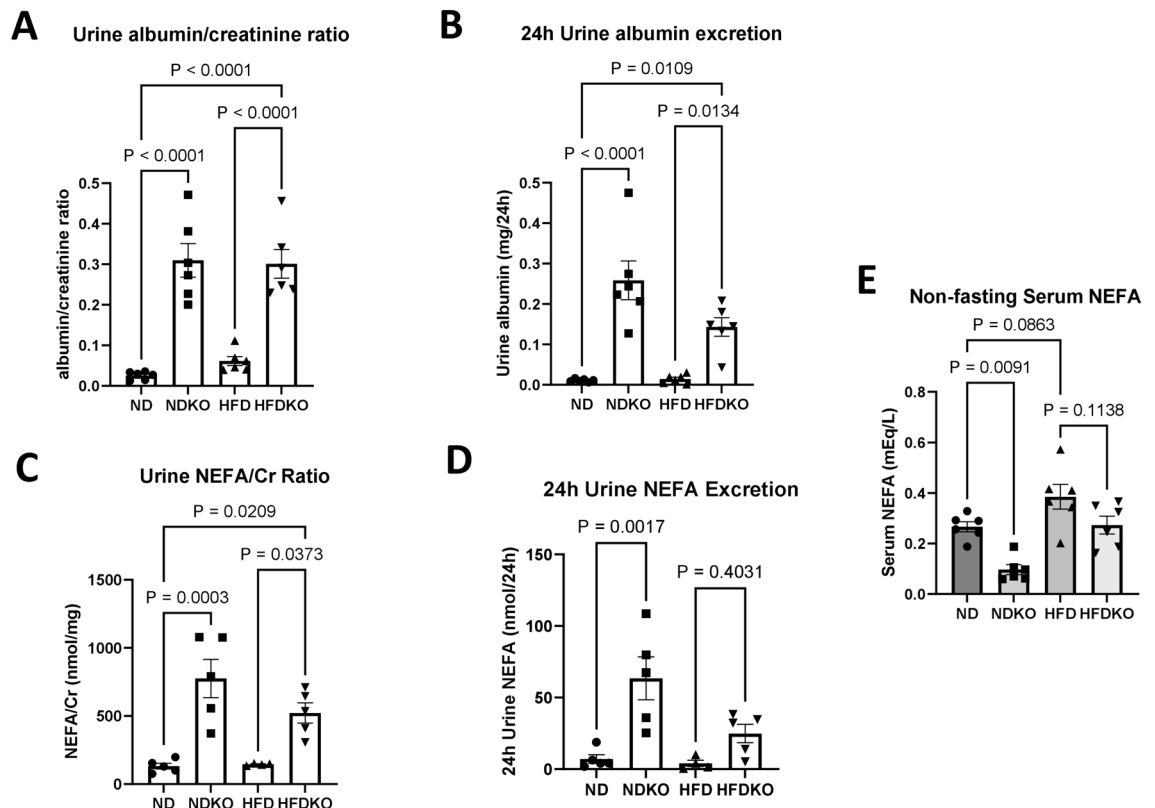 A
Urine albumin/creatinine ratio
P < 0.0001
P < 0.0001
P < 0.0001
albumin/creatinine ratio
0.5
0.4
0.3
0.2
0.1
0.0
ND NDKO HFD HFDKO
B
24h Urine albumin excretion
P = 0.0109
P = 0.0134
P < 0.0001
Urine albumin (mg/24h)
0.5
0.4
0.3
0.2
0.1
0.0
ND NDKO HFD HFDKO
C
Urine NEFA/Cr Ratio
P = 0.0209
P = 0.0373
P = 0.0003
NEFA/Cr (nmol/mg)
1500
1000
500
0
ND NDKO HFD HFDKO
D
24h Urine NEFA Excretion
P = 0.0017
P = 0.4031
24h Urine NEFA (nmol/24h)
150
100
50
0
ND NDKO HFD HFDKO
E
Non-fasting Serum NEFA
P = 0.0863
P = 0.0091
P = 0.1138
Serum NEFA (mEq/L)
0.8
0.6
0.4
0.2
0.0
ND NDKO HFD HFDKO